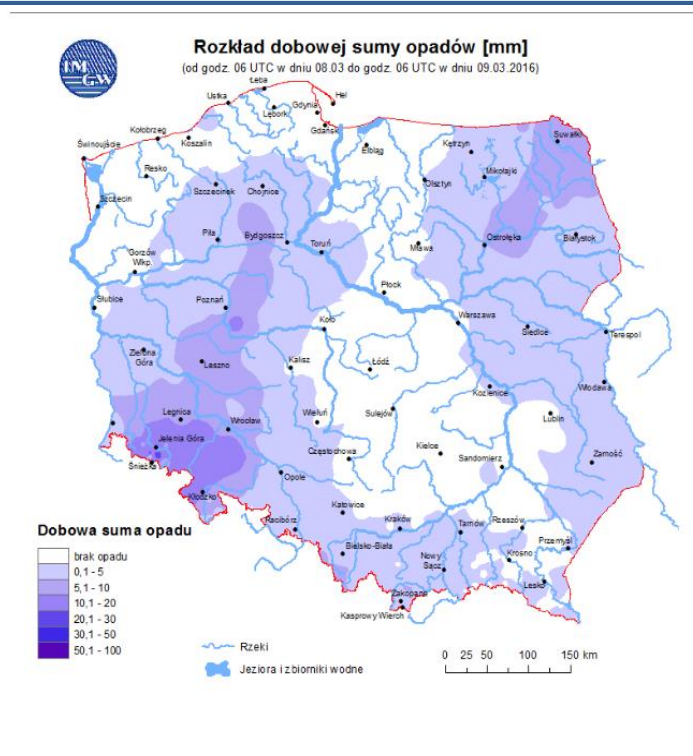 IM
GW
Rozkład dobowej sumy opadów [mm]
(od godz. 06 UTC w dniu 08.03 do godz. 06 UTC w dniu 09.03.2016)
Łeba
Ustka
Hel
Gdynia
Lębork
Kołobrzeg
Koszalin
Gdańsk
Świnoujście
Elbląg
Kętrzyn
Suwałki
Resko
Szczecinek
Chojnice
Olsztyn
Mikołajki
Szczecin
Piła
Bydgoszcz
Toruń
Mława
Ostrołęka
Białystok
Gorzów
Wlkp.
Płock
Słubice
Poznań
Koło
Warszawa
Siedlce
Terespol
Zielona
Góra
Leszno
Kalisz
Łódź
Kozienice
Włodawa
Legnica
Wrocław
Wieluń
Sulejów
Lublin
Jelenia Góra
Śnieżka
Częstochowa
Kielce
Sandomierz
Zamość
Kłodzko
Opole
Katowice
Racibórz
Kraków
Tarnów
Rzeszów
Przemyśl
Bielsko-Biała
Nowy
Sącz
Krosno
Lesko
Zakopane
Kasprowy Wierch
Dobowa suma opadu
brak opadu
0,1 - 5
5,1 - 10
10,1 - 20
20,1 - 30
30,1 - 50
50,1 - 100
Rzeki
Jeziora i zbiorniki wodne
0 25 50 100 150 km